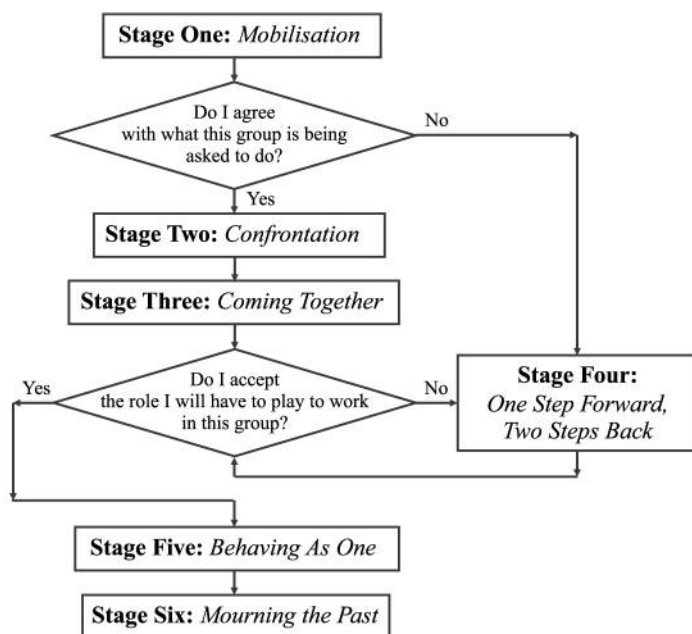 Stage One: Mobilisation
Do I agree
with what this group is being
asked to do?
No
Yes
Stage Two: Confrontation
Stage Three: Coming Together
Yes
Do I accept
the role I will have to play to work
in this group?
No
Stage Four:
One Step Forward,
Two Steps Back
Stage Five: Behaving As One
Stage Six: Mourning the Past